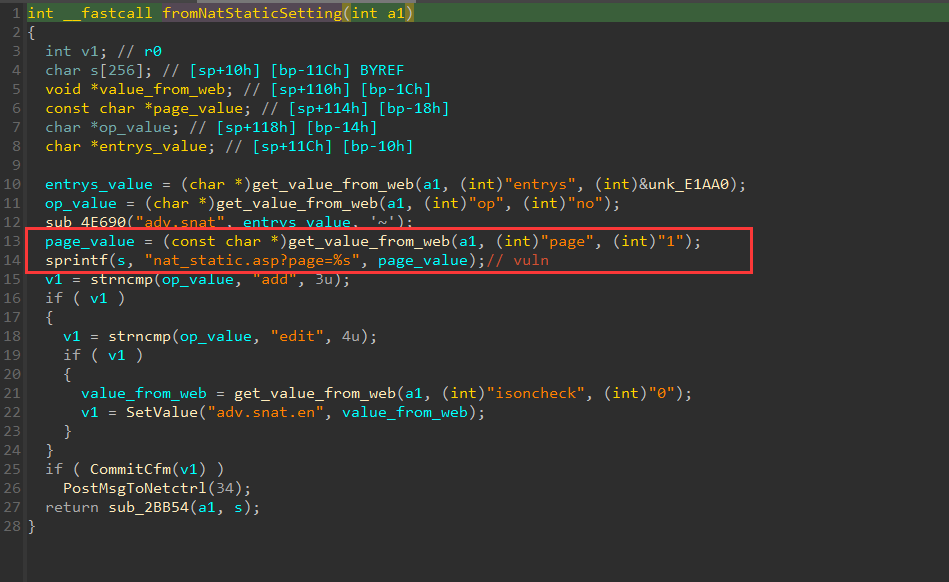 1 int __fastcall fromNatStaticSetting(int a1)
2 {
3 int v1; // r0
4 char s[256]; // [sp+10h] [bp-11Ch] BYREF
5 void *value_from_web; // [sp+110h] [bp-1Ch]
6 const char *page_value; // [sp+114h] [bp-18h]
7 char *op_value; // [sp+118h] [bp-14h]
8 char *entrys_value; // [sp+11Ch] [bp-10h]
9
10 entrys_value = (char *)get_value_from_web(a1, (int)"entrys", (int)&unk_E1AA0);
11 op_value = (char *)get_value_from_web(a1, (int)"op", (int)"no");
12 sub_4E690("adv.snat", entrys_value, '~');
13 page_value = (const char *)get_value_from_web(a1, (int)"page", (int)"1");
14 sprintf(s, "nat_static.asp?page=%s", page_value);// vuln
15 v1 = strncmp(op_value, "add", 3u);
16 if ( v1 )
17 {
18 v1 = strncmp(op_value, "edit", 4u);
19 if ( v1 )
20 {
21 value_from_web = get_value_from_web(a1, (int)"isoncheck", (int)"0");
22 v1 = SetValue("adv.snat.en", value_from_web);
23 }
24 }
25 if ( CommitCfm(v1) )
26 PostMsgToNetctrl(34);
27 return sub_2BB54(a1, s);
28 }